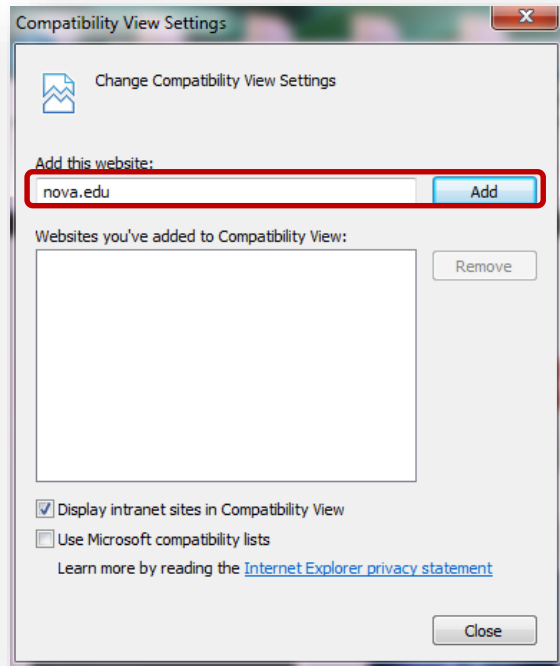 Compatibility View Settings
Change Compatibility View Settings
Add this website:
nova.edu
Add
Websites you've added to Compatibility View:
Remove
Display intranet sites in Compatibility View
Use Microsoft compatibility lists
Learn more by reading the Internet Explorer privacy statement
Close